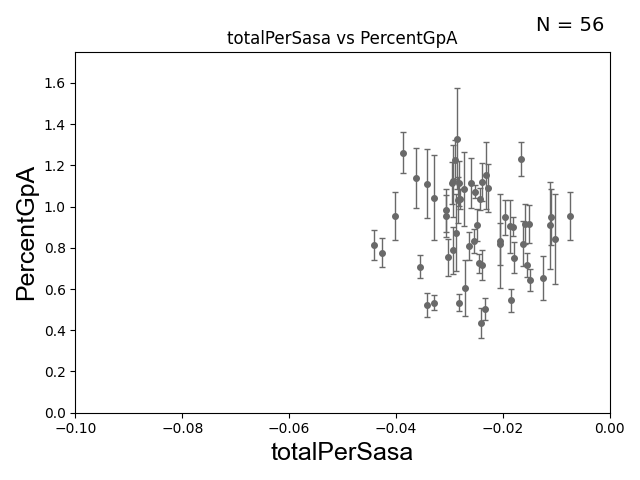 N = 56
totalPerSasa vs PercentGpA
PercentGpA
1.6
1.4
1.2
1.0
0.8
0.6
0.4
0.2
0.0
−0.10 −0.08 −0.06 −0.04 −0.02 0.00
totalPerSasa